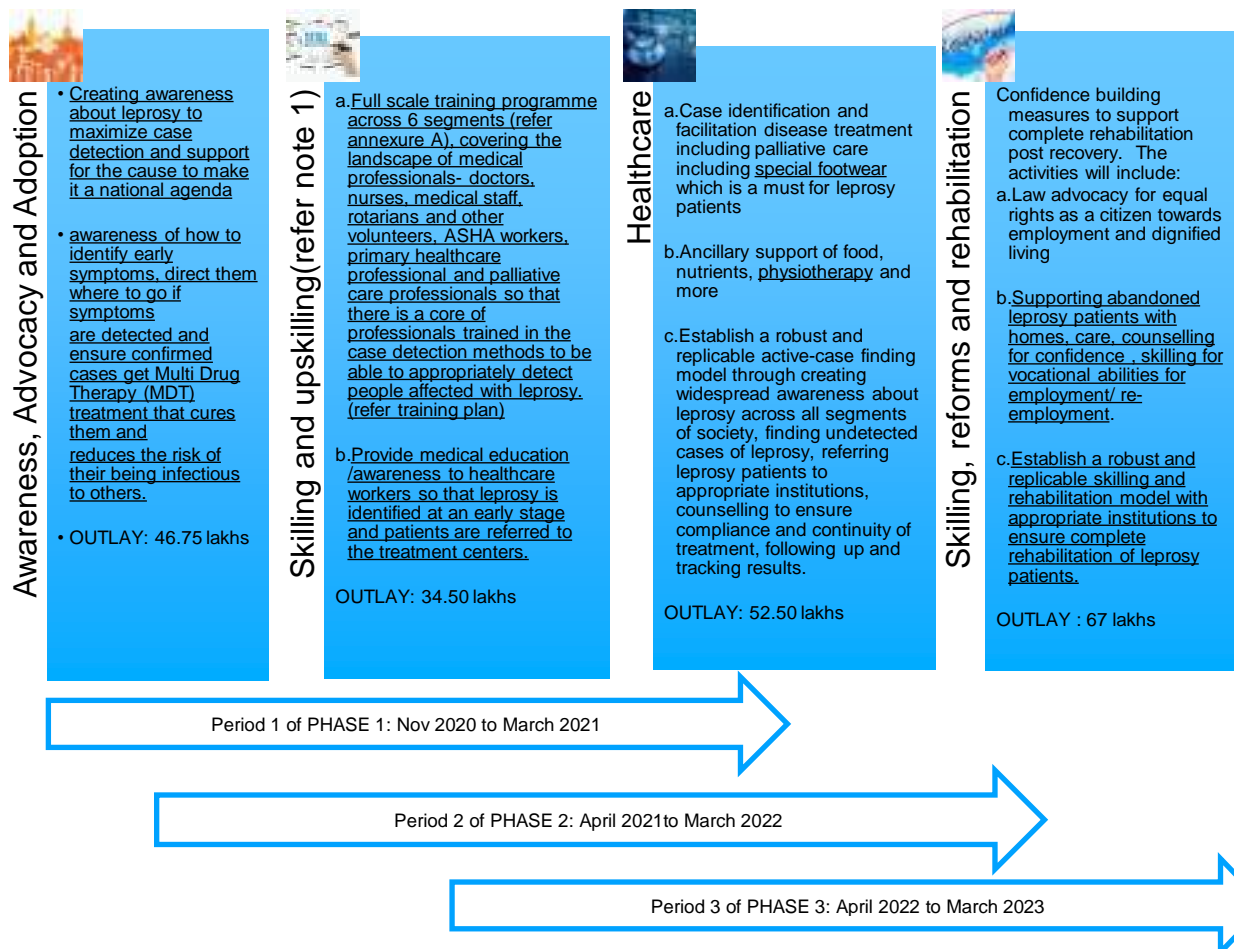 Awareness, Advocacy and Adoption
• Creating awareness
about leprosy to
maximize case
detection and support
for the cause to make
it a national agenda
• awareness of how to
identify early
symptoms, direct them
where to go if
symptoms
are detected and
ensure confirmed
cases get Multi Drug
Therapy (MDT)
treatment that cures
them and
reduces the risk of
their being infectious
to others.
• OUTLAY: 46.75 lakhs
Skilling and upskilling(refer note 1)
a.Full scale training programme
across 6 segments (refer
annexure A), covering the
landscape of medical
professionals- doctors,
nurses, medical staff,
rotarians and other
volunteers, ASHA workers,
primary healthcare
professional and palliative
care professionals so that
there is a core of
professionals trained in the
case detection methods to be
able to appropriately detect
people affected with leprosy.
(refer training plan)
b.Provide medical education
/awareness to healthcare
workers so that leprosy is
identified at an early stage
and patients are referred to
the treatment centers.
OUTLAY: 34.50 lakhs
Healthcare
a.Case identification and
facilitation disease treatment
including palliative care
including special footwear
which is a must for leprosy
patients
b.Ancillary support of food,
nutrients, physiotherapy and
more
c.Establish a robust and
replicable active-case finding
model through creating
widespread awareness about
leprosy across all segments
of society, finding undetected
cases of leprosy, referring
leprosy patients to
appropriate institutions,
counselling to ensure
compliance and continuity of
treatment, following up and
tracking results.
OUTLAY: 52.50 lakhs
Skilling, reforms and rehabilitation
Confidence building
measures to support
complete rehabilitation
post recovery. The
activities will include:
a.Law advocacy for equal
rights as a citizen towards
employment and dignified
living
b.Supporting abandoned
leprosy patients with
homes, care, counselling
for confidence , skilling for
vocational abilities for
employment/ re-
employment.
c.Establish a robust and
replicable skilling and
rehabilitation model with
appropriate institutions to
ensure complete
rehabilitation of leprosy
patients.
OUTLAY : 67 lakhs
Period 1 of PHASE 1: Nov 2020 to March 2021
Period 2 of PHASE 2: April 2021to March 2022
Period 3 of PHASE 3: April 2022 to March 2023